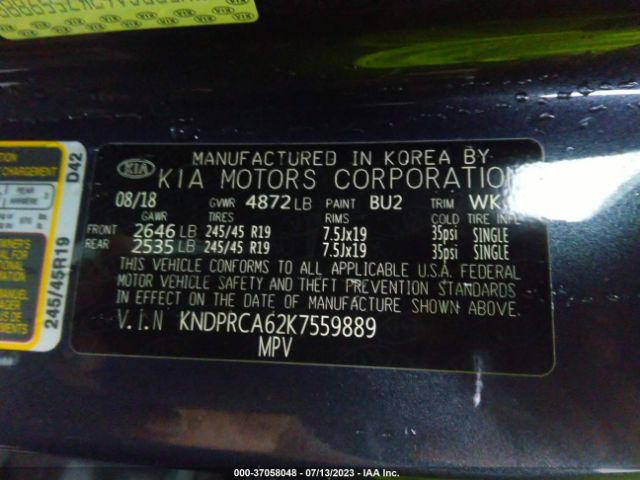 KIA MANUFACTURED IN KOREA BY
KIA MOTORS CORPORATION
08/18 GVWR 4872 LB PAINT BU2 TRIM WK
GAWR TIRES RIMS COLD TIRE INF
FRONT 2646 LB 245/45 R19 7.5Jx19 35psi SINGLE
REAR 2535 LB 245/45 R19 7.5Jx19 35psi SINGLE
THIS VEHICLE CONFORMS TO ALL APPLICABLE U.S.A. FEDERAL
MOTOR VEHICLE SAFETY AND THEFT PREVENTION STANDARDS
IN EFFECT ON THE DATE OF MANUFACTURE SHOWN ABOVE.
V.I.N KNDPRCA62K7559889
MPV
D42
245/45R19
REAR
000-37058048 - 07/13/2023 - IAA Inc.